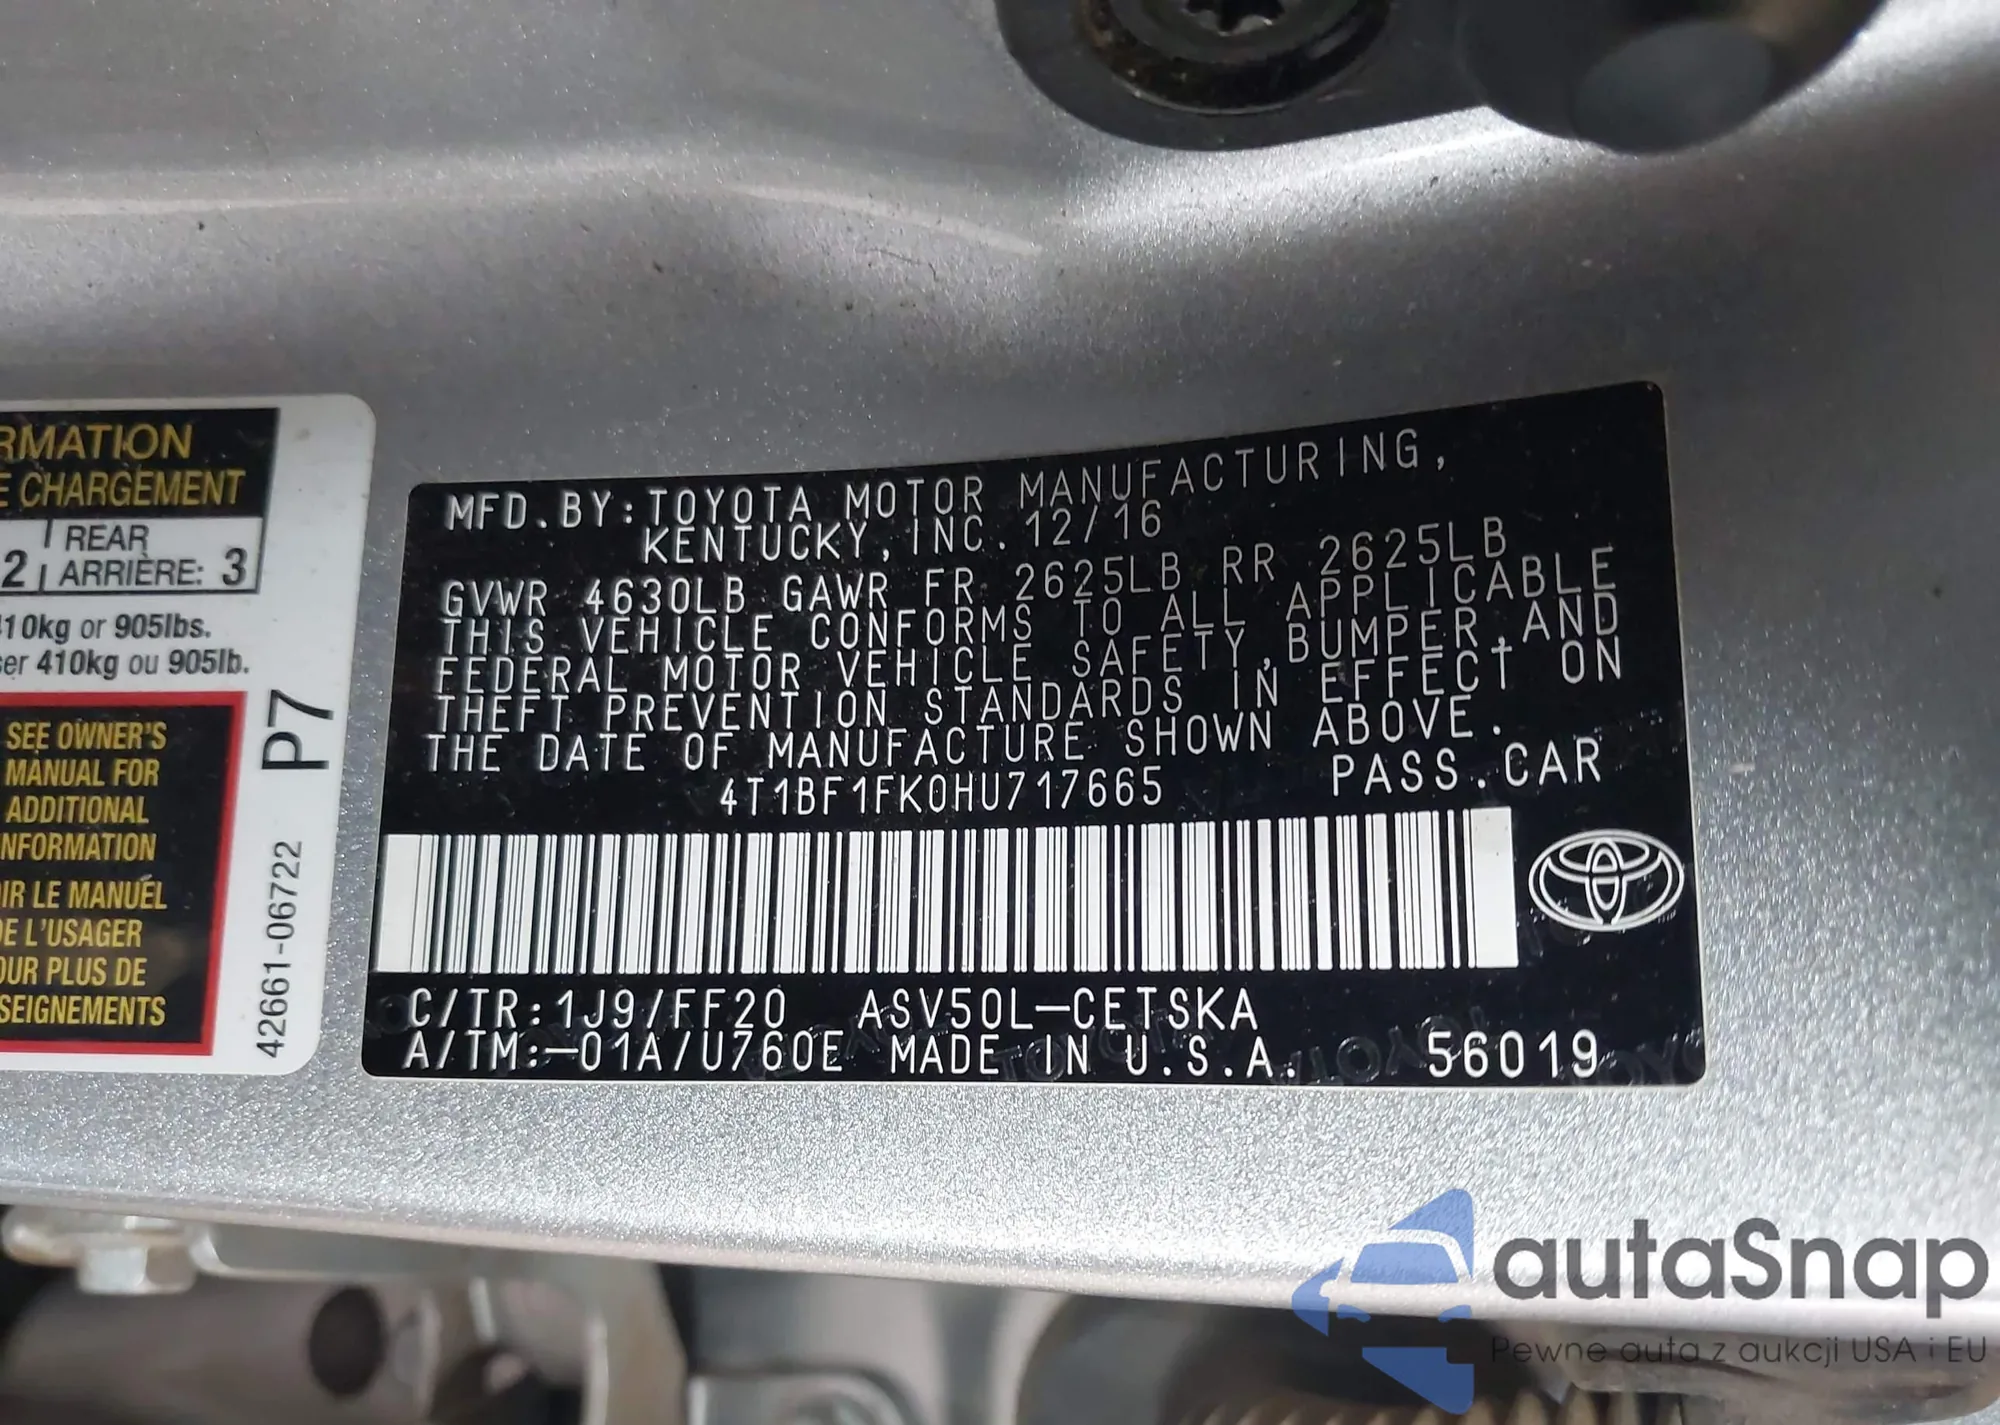 RMATION
E CHARGEMENT
2 REAR
ARRIÈRE: 3
410kg or 905lbs.
ser 410kg ou 905lb.
SEE OWNER'S
MANUAL FOR
ADDITIONAL
INFORMATION
OIR LE MANUEL
DE L'USAGER
OUR PLUS DE
SEIGNEMENTS
P7
42661-06722
MFD.BY:TOYOTA MOTOR MANUFACTURING,
KENTUCKY,INC. 12/16
GVWR 4630LB GAWR FR 2625LB RR 2625LB
THIS VEHICLE CONFORMS TO ALL APPLICABLE
FEDERAL MOTOR VEHICLE SAFETY,BUMPER,AND
THEFT PREVENTION STANDARDS IN EFFECT ON
THE DATE OF MANUFACTURE SHOWN ABOVE.
4T1BF1FK0HU717665 PASS.CAR
C/TR:1J9/FF20 ASV50L-CETSKA
A/TM:-01A/U760E MADE IN U.S.A. 56019
autaSnap
Pewne auta z aukcji USA i EU